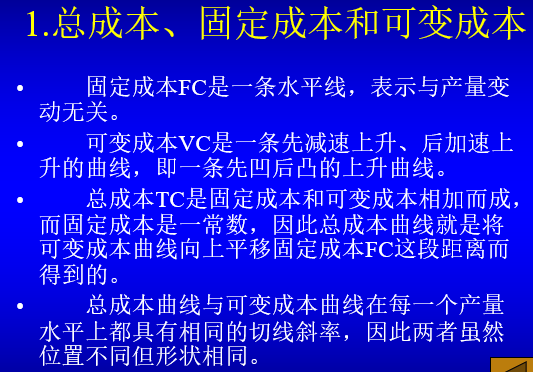 1.总成本、固定成本和可变成本
• 固定成本FC是一条水平线，表示与产量变
动无关。
• 可变成本VC是一条先减速上升、后加速上
升的曲线，即一条先凹后凸的上升曲线。
• 总成本TC是固定成本和可变成本相加而成，
而固定成本是一常数，因此总成本曲线就是将
可变成本曲线向上平移固定成本FC这段距离而
得到的。
• 总成本曲线与可变成本曲线在每一个产量
水平上都具有相同的切线斜率，因此两者虽然
位置不同但形状相同。